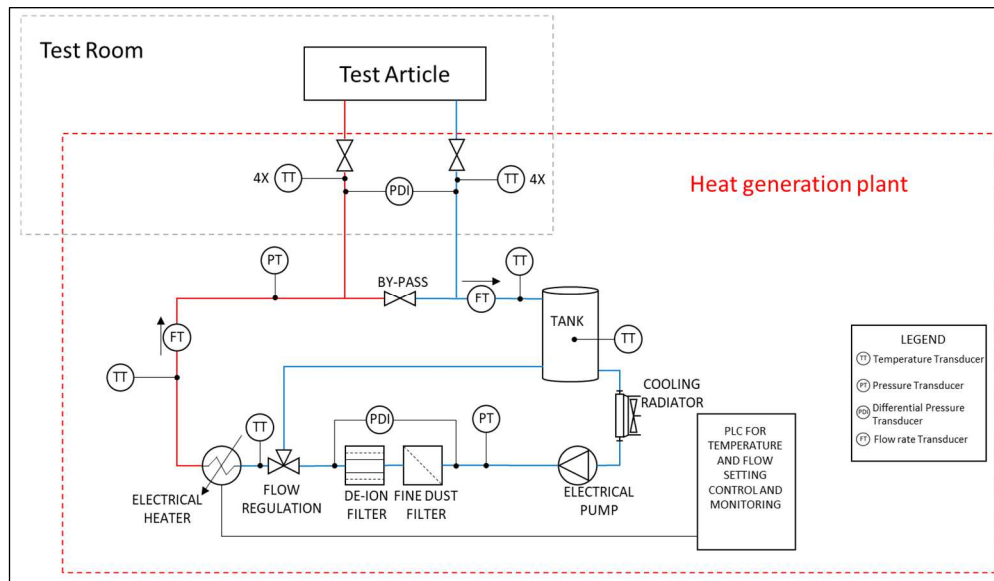 Test Room
Test Article
4X
TT
PDI
TT
4X
Heat generation plant
PT
BY-PASS
TT
FT
FT
TANK
TT
TT
COOLING
RADIATOR
LEGEND
TT Temperature Transducer
PT Pressure Transducer
PDI Differential Pressure
Transducer
FT Flow rate Transducer
TT
PDI
PT
PLC FOR
TEMPERATURE
AND FLOW
SETTING
CONTROL AND
MONITORING
ELECTRICAL
HEATER
FLOW
REGULATION
DE-ION
FILTER
FINE DUST
FILTER
ELECTRICAL
PUMP